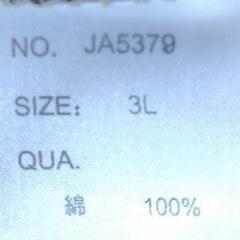 NO. JA5379
SIZE: 3L
QUA.
綿 100%